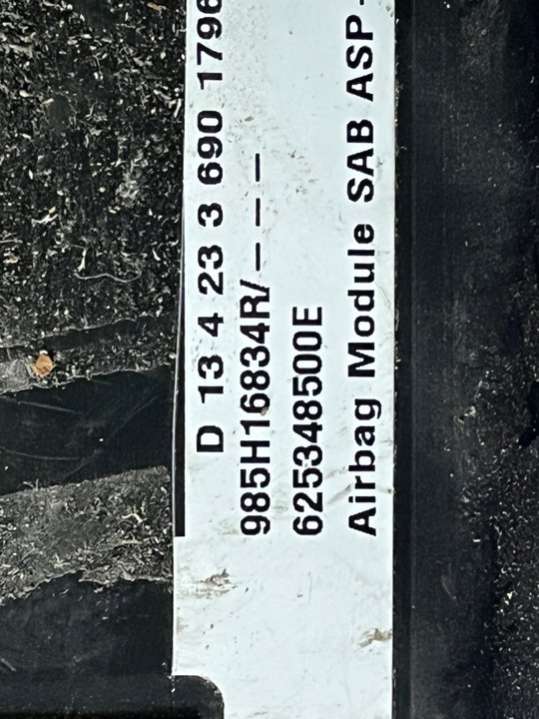 D 13 4 23 3 690 1796
985H16834R/– – –
625348500E
Airbag Module SAB ASP-